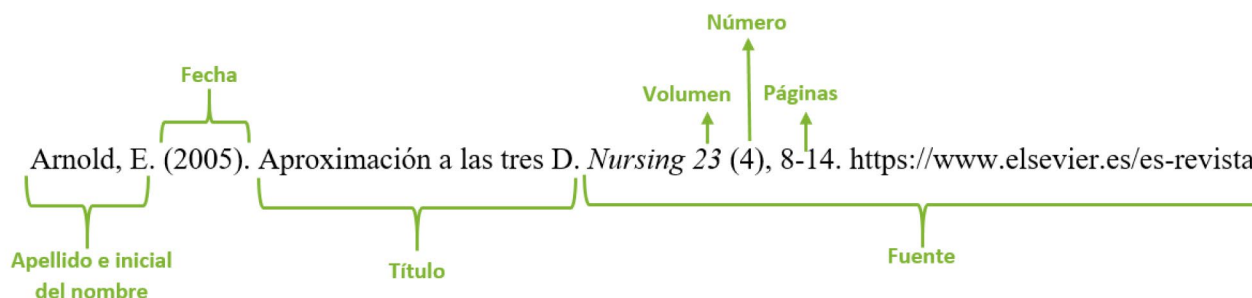 Número
Fecha
Volumen Páginas
Arnold, E. (2005). Aproximación a las tres D. Nursing 23 (4), 8-14. https://www.elsevier.es/es-revista
Apellido e inicial
del nombre
Título
Fuente